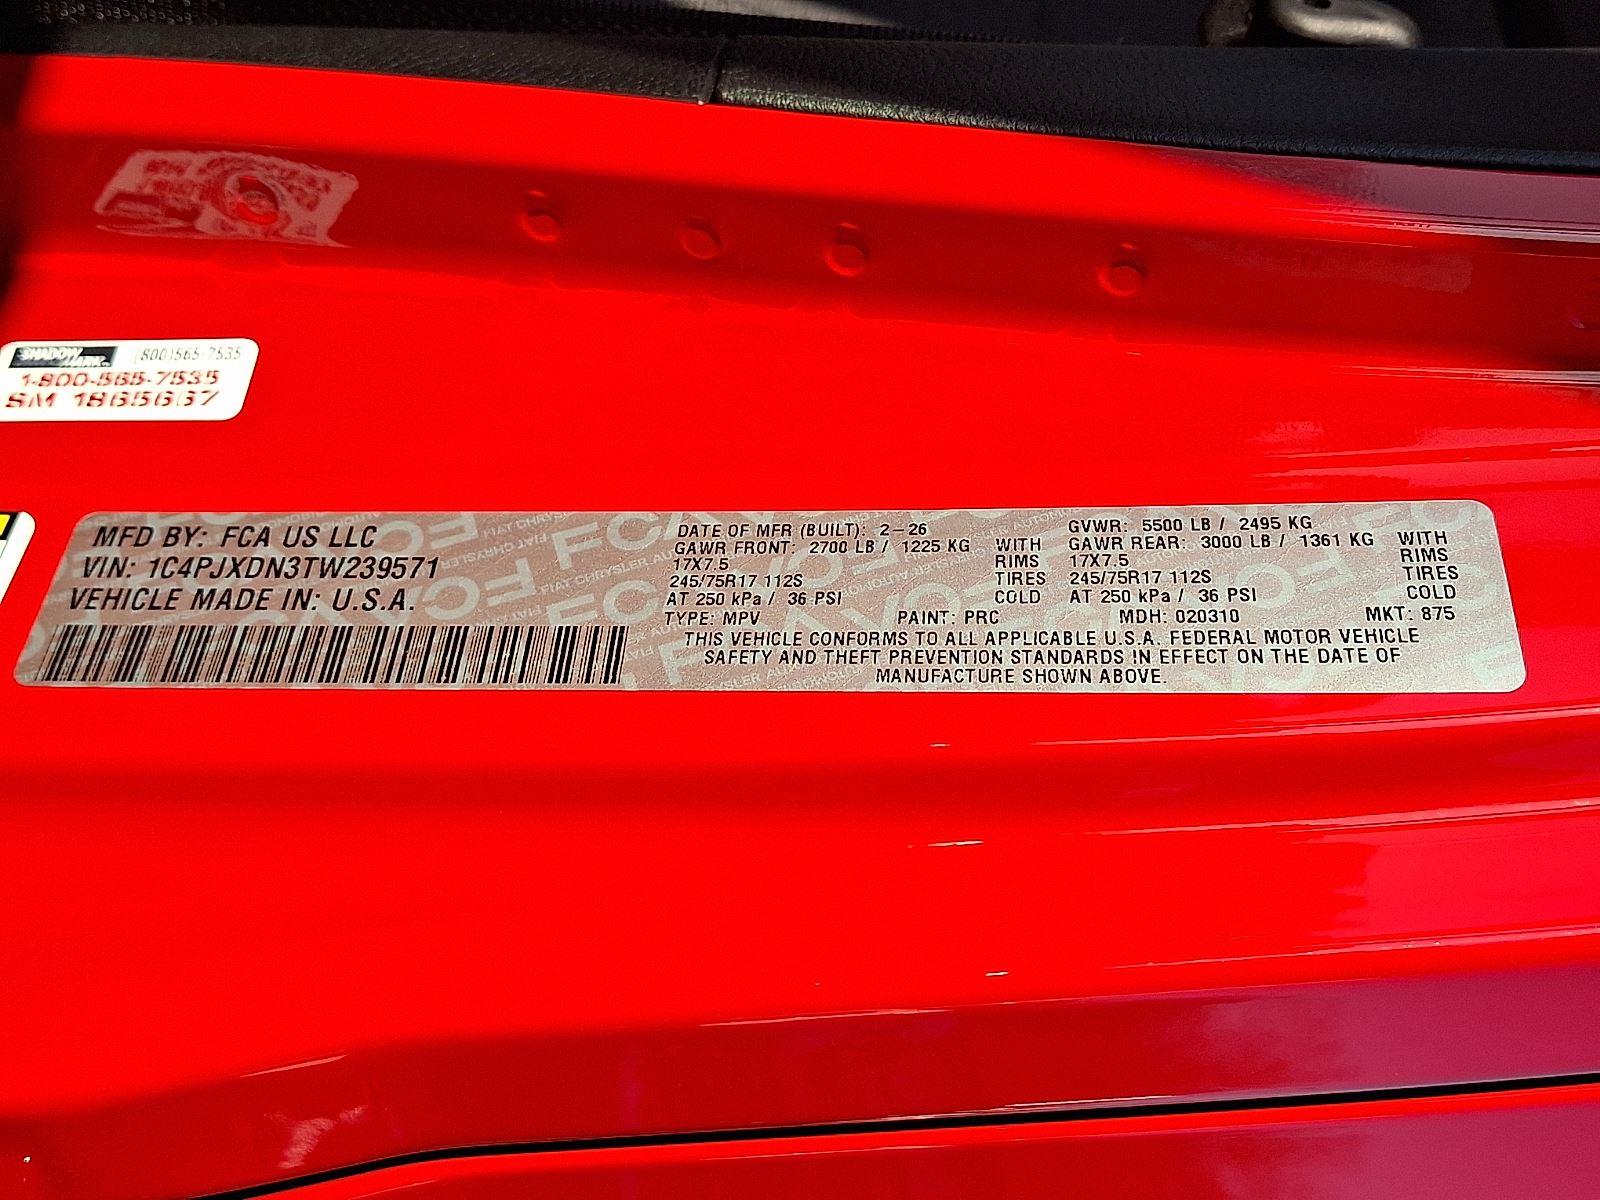 SHADOW MARK (800)565-7535
1-800-565-7535
SM 1865667
MFD BY: FCA US LLC
VIN: 1C4PJXDN3TW239571
VEHICLE MADE IN: U.S.A.
DATE OF MFR (BUILT): 2-26 GVWR: 5500 LB / 2495 KG
GAWR FRONT: 2700 LB / 1225 KG WITH GAWR REAR: 3000 LB / 1361 KG WITH
17X7.5 RIMS 17X7.5 RIMS
245/75R17 112S TIRES 245/75R17 112S TIRES
AT 250 kPa / 36 PSI COLD AT 250 kPa / 36 PSI COLD
TYPE: MPV PAINT: PRC MDH: 020310 MKT: 875
THIS VEHICLE CONFORMS TO ALL APPLICABLE U.S.A. FEDERAL MOTOR VEHICLE
SAFETY AND THEFT PREVENTION STANDARDS IN EFFECT ON THE DATE OF
MANUFACTURE SHOWN ABOVE.